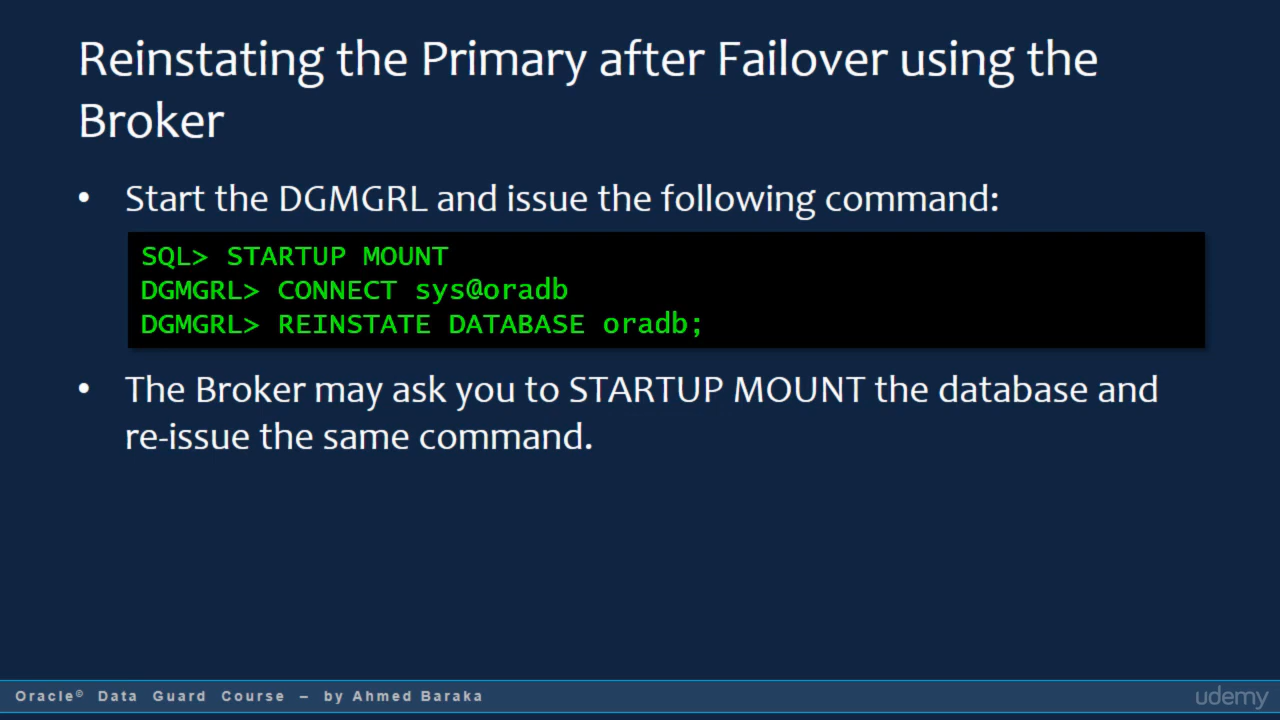 Reinstating the Primary after Failover using the
Broker
• Start the DGMGRL and issue the following command:
SQL> STARTUP MOUNT
DGMGRL> CONNECT sys@oradb
DGMGRL> REINSTATE DATABASE oradb;
• The Broker may ask you to STARTUP MOUNT the database and
re-issue the same command.
Oracle® Data Guard Course – by Ahmed Baraka
udemy